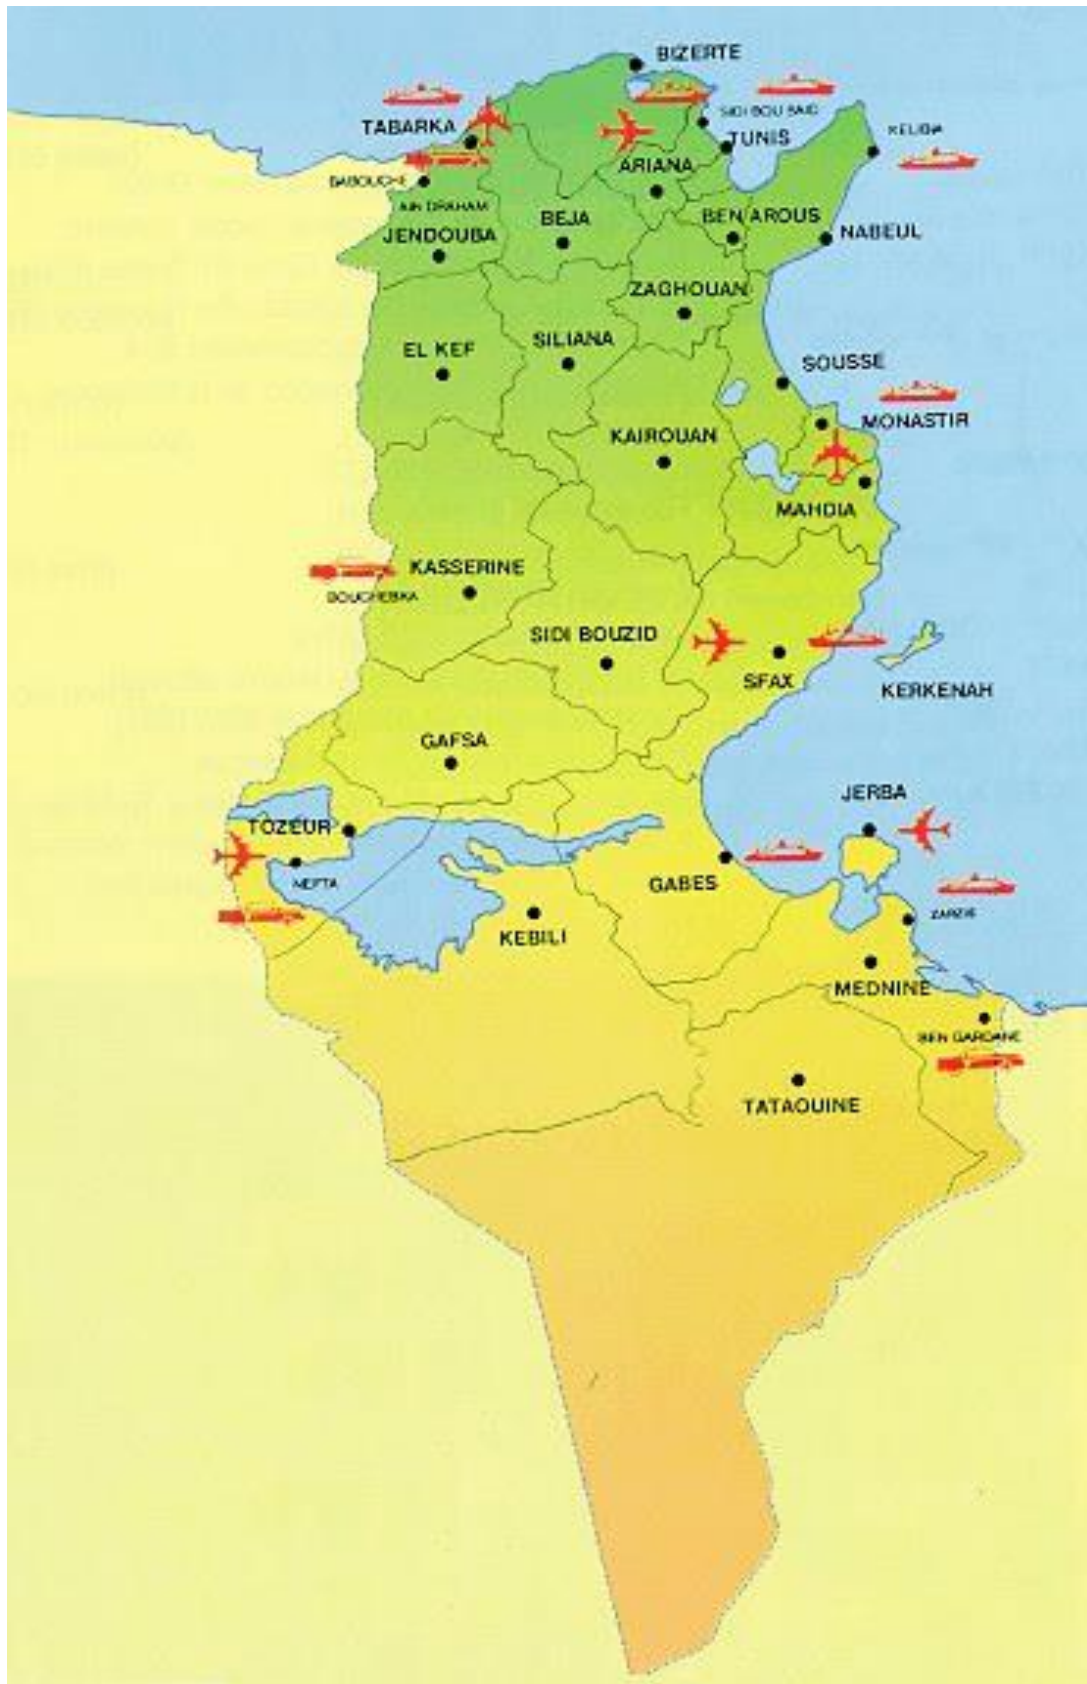 BIZERTE
SIDI BOU SAID
TABARKA
TUNIS
KELIBIA
ARIANA
BABOUCHE
AIN DRAHAM
BEJA
BEN AROUS
JENDOUBA
NABEUL
ZAGHOUAN
SILIANA
EL KEF
SOUSSE
MONASTIR
KAIROUAN
MAHDIA
KASSERINE
BOUCHEBKA
SIDI BOUZID
SFAX
KERKENAH
GAFSA
JERBA
TOZEUR
NEFTA
GABES
ZARZIS
KEBILI
MEDNINE
BEN GARDANE
TATAOUINE